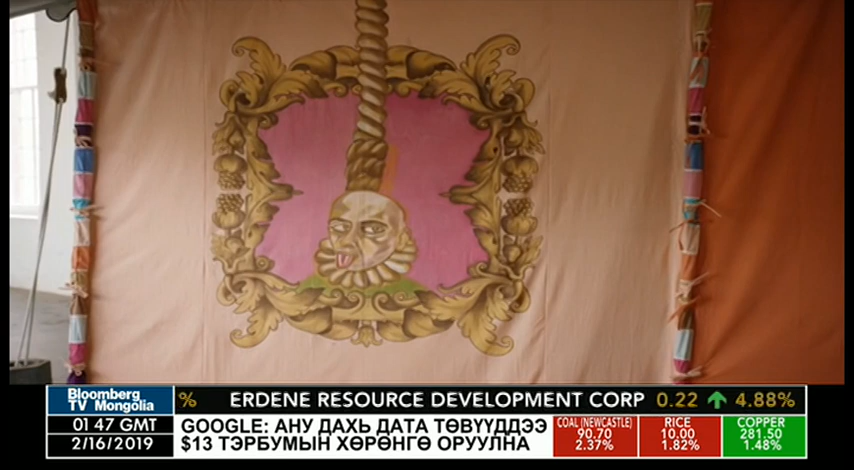 Bloomberg
TV Mongolia
% ERDENE RESOURCE DEVELOPMENT CORP 0.22 4.88%
01 47 GMT
2/16/2019
GOOGLE: АНУ ДАХЬ ДАТА ТӨВҮҮДДЭЭ
$13 ТЭРБУМЫН ХӨРӨНГӨ ОРУУЛНА
COAL (NEWCASTLE)
90.70
2.37%
RICE
10.00
1.82%
COPPER
281.50
1.48%